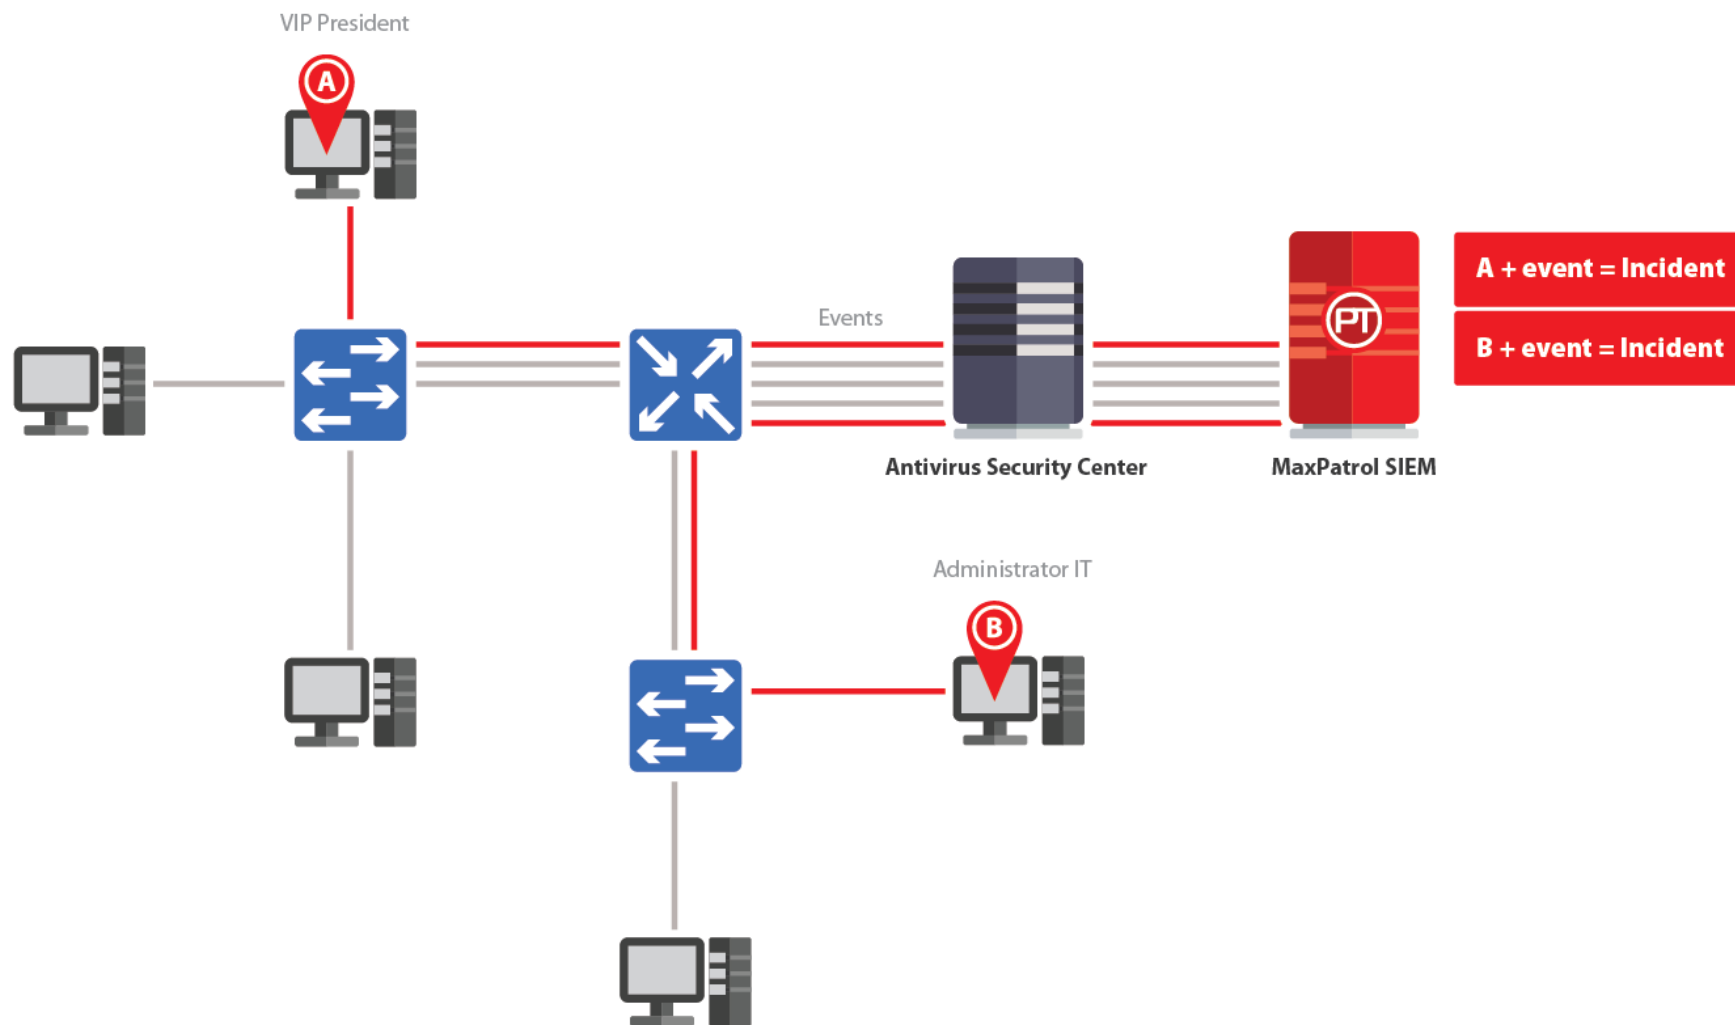 VIP President
A
Events
PT
A + event = Incident
B + event = Incident
Antivirus Security Center
MaxPatrol SIEM
Administrator IT
B